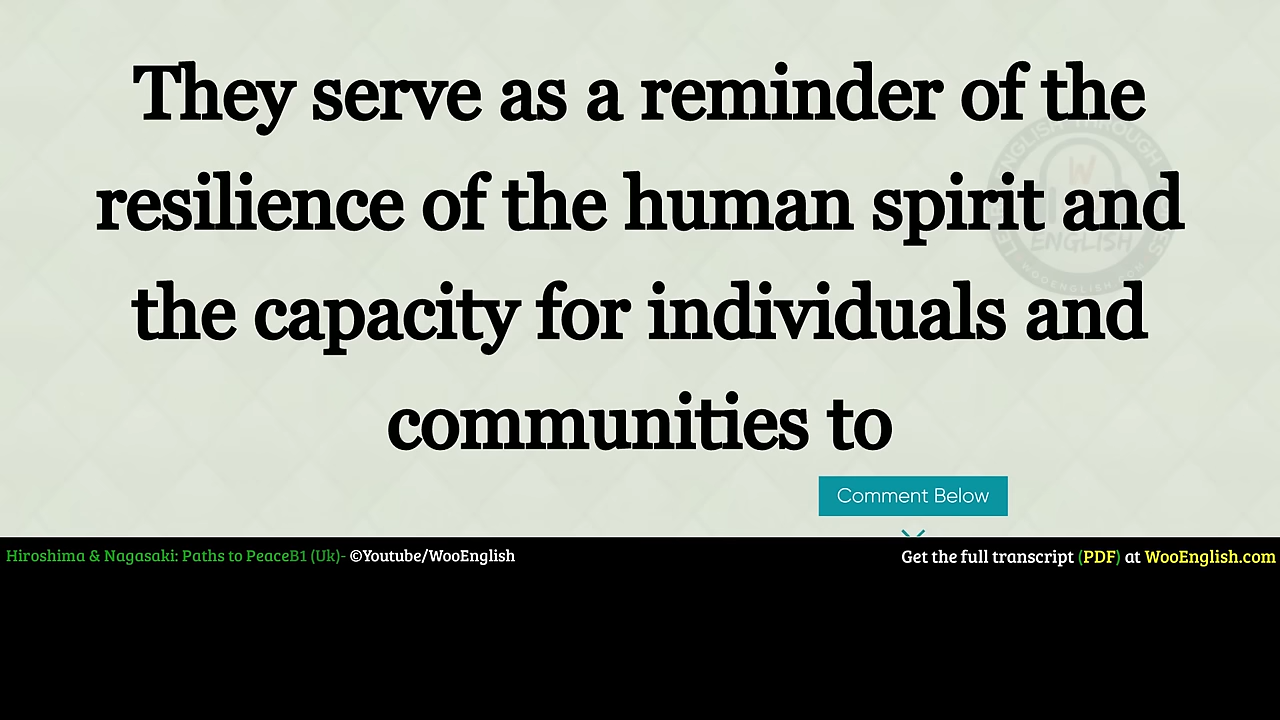 They serve as a reminder of the
resilience of the human spirit and
the capacity for individuals and
communities to
Comment Below
Hiroshima & Nagasaki: Paths to PeaceB1 (Uk)- ©Youtube/WooEnglish
Get the full transcript (PDF) at WooEnglish.com